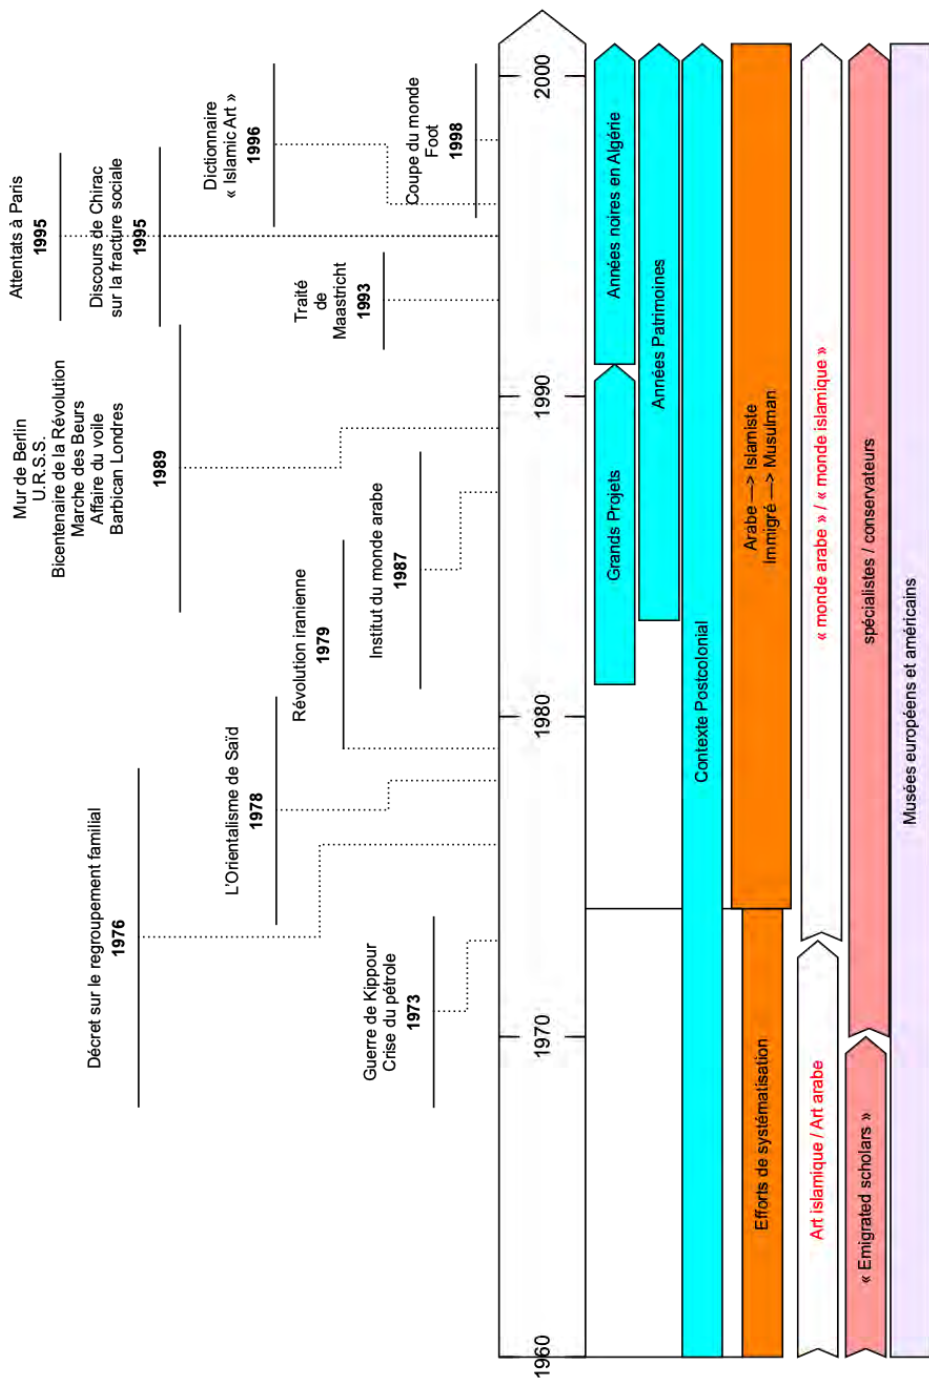 Mur de Berlin
U.R.S.S.
Bicentenaire de la Révolution
Marche des Beurs
Affaire du voile
Barbican Londres
1989
Attentats à Paris
1995
Discours de Chirac
sur la fracture sociale
1995
Décret sur le regroupement familial
1976
L'Orientalisme de Saïd
1978
Révolution iranienne
1979
Dictionnaire
« Islamic Art »
1996
Traité
de
Maastricht
1993
Guerre de Kippour
Crise du pétrole
1973
Institut du monde arabe
1987
Coupe du monde
Foot
1998
1960
1970
1980
1990
2000
Grands Projets
Années noires en Algérie
Années Patrimoines
Contexte Postcolonial
Efforts de systématisation
Arabe —> Islamiste
Immigré —> Musulman
Art islamique / Art arabe
« monde arabe » / « monde islamique »
« Emigrated scholars »
spécialistes / conservateurs
Musées européens et américains